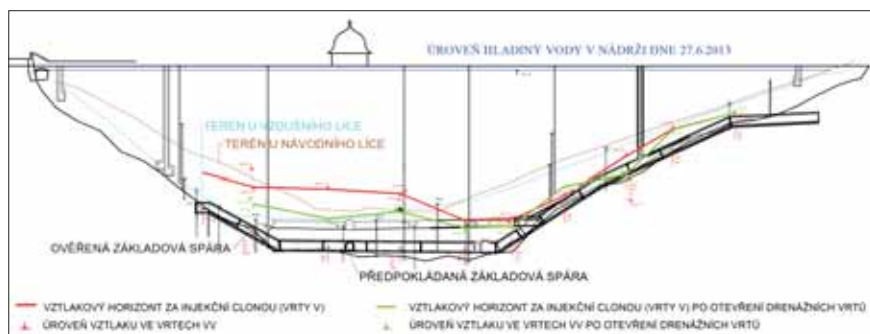 ÚROVEŇ HLADINY VODY V NÁDRŽI DNE 27.6.2013
TERÉN U VZDUŠNÍHO LÍCE
TERÉN U NÁVODNÍHO LÍCE
OVĚŘENÁ ZÁKLADOVÁ SPÁRA
PŘEDPOKLÁDANÁ ZÁKLADOVÁ SPÁRA
VZTLAKOVÝ HORIZONT ZA INJEKČNÍ CLONOU (VRTY V)
VZTLAKOVÝ HORIZONT ZA INJEKČNÍ CLONOU (VRTY V) PO OTEVŘENÍ DRENÁŽNÍCH VRTŮ
ÚROVEŇ VZTLAKU VE VRTECH VV
ÚROVEŇ VZTLAKU VE VRTECH VV PO OTEVŘENÍ DRENÁŽNÍCH VRTŮ